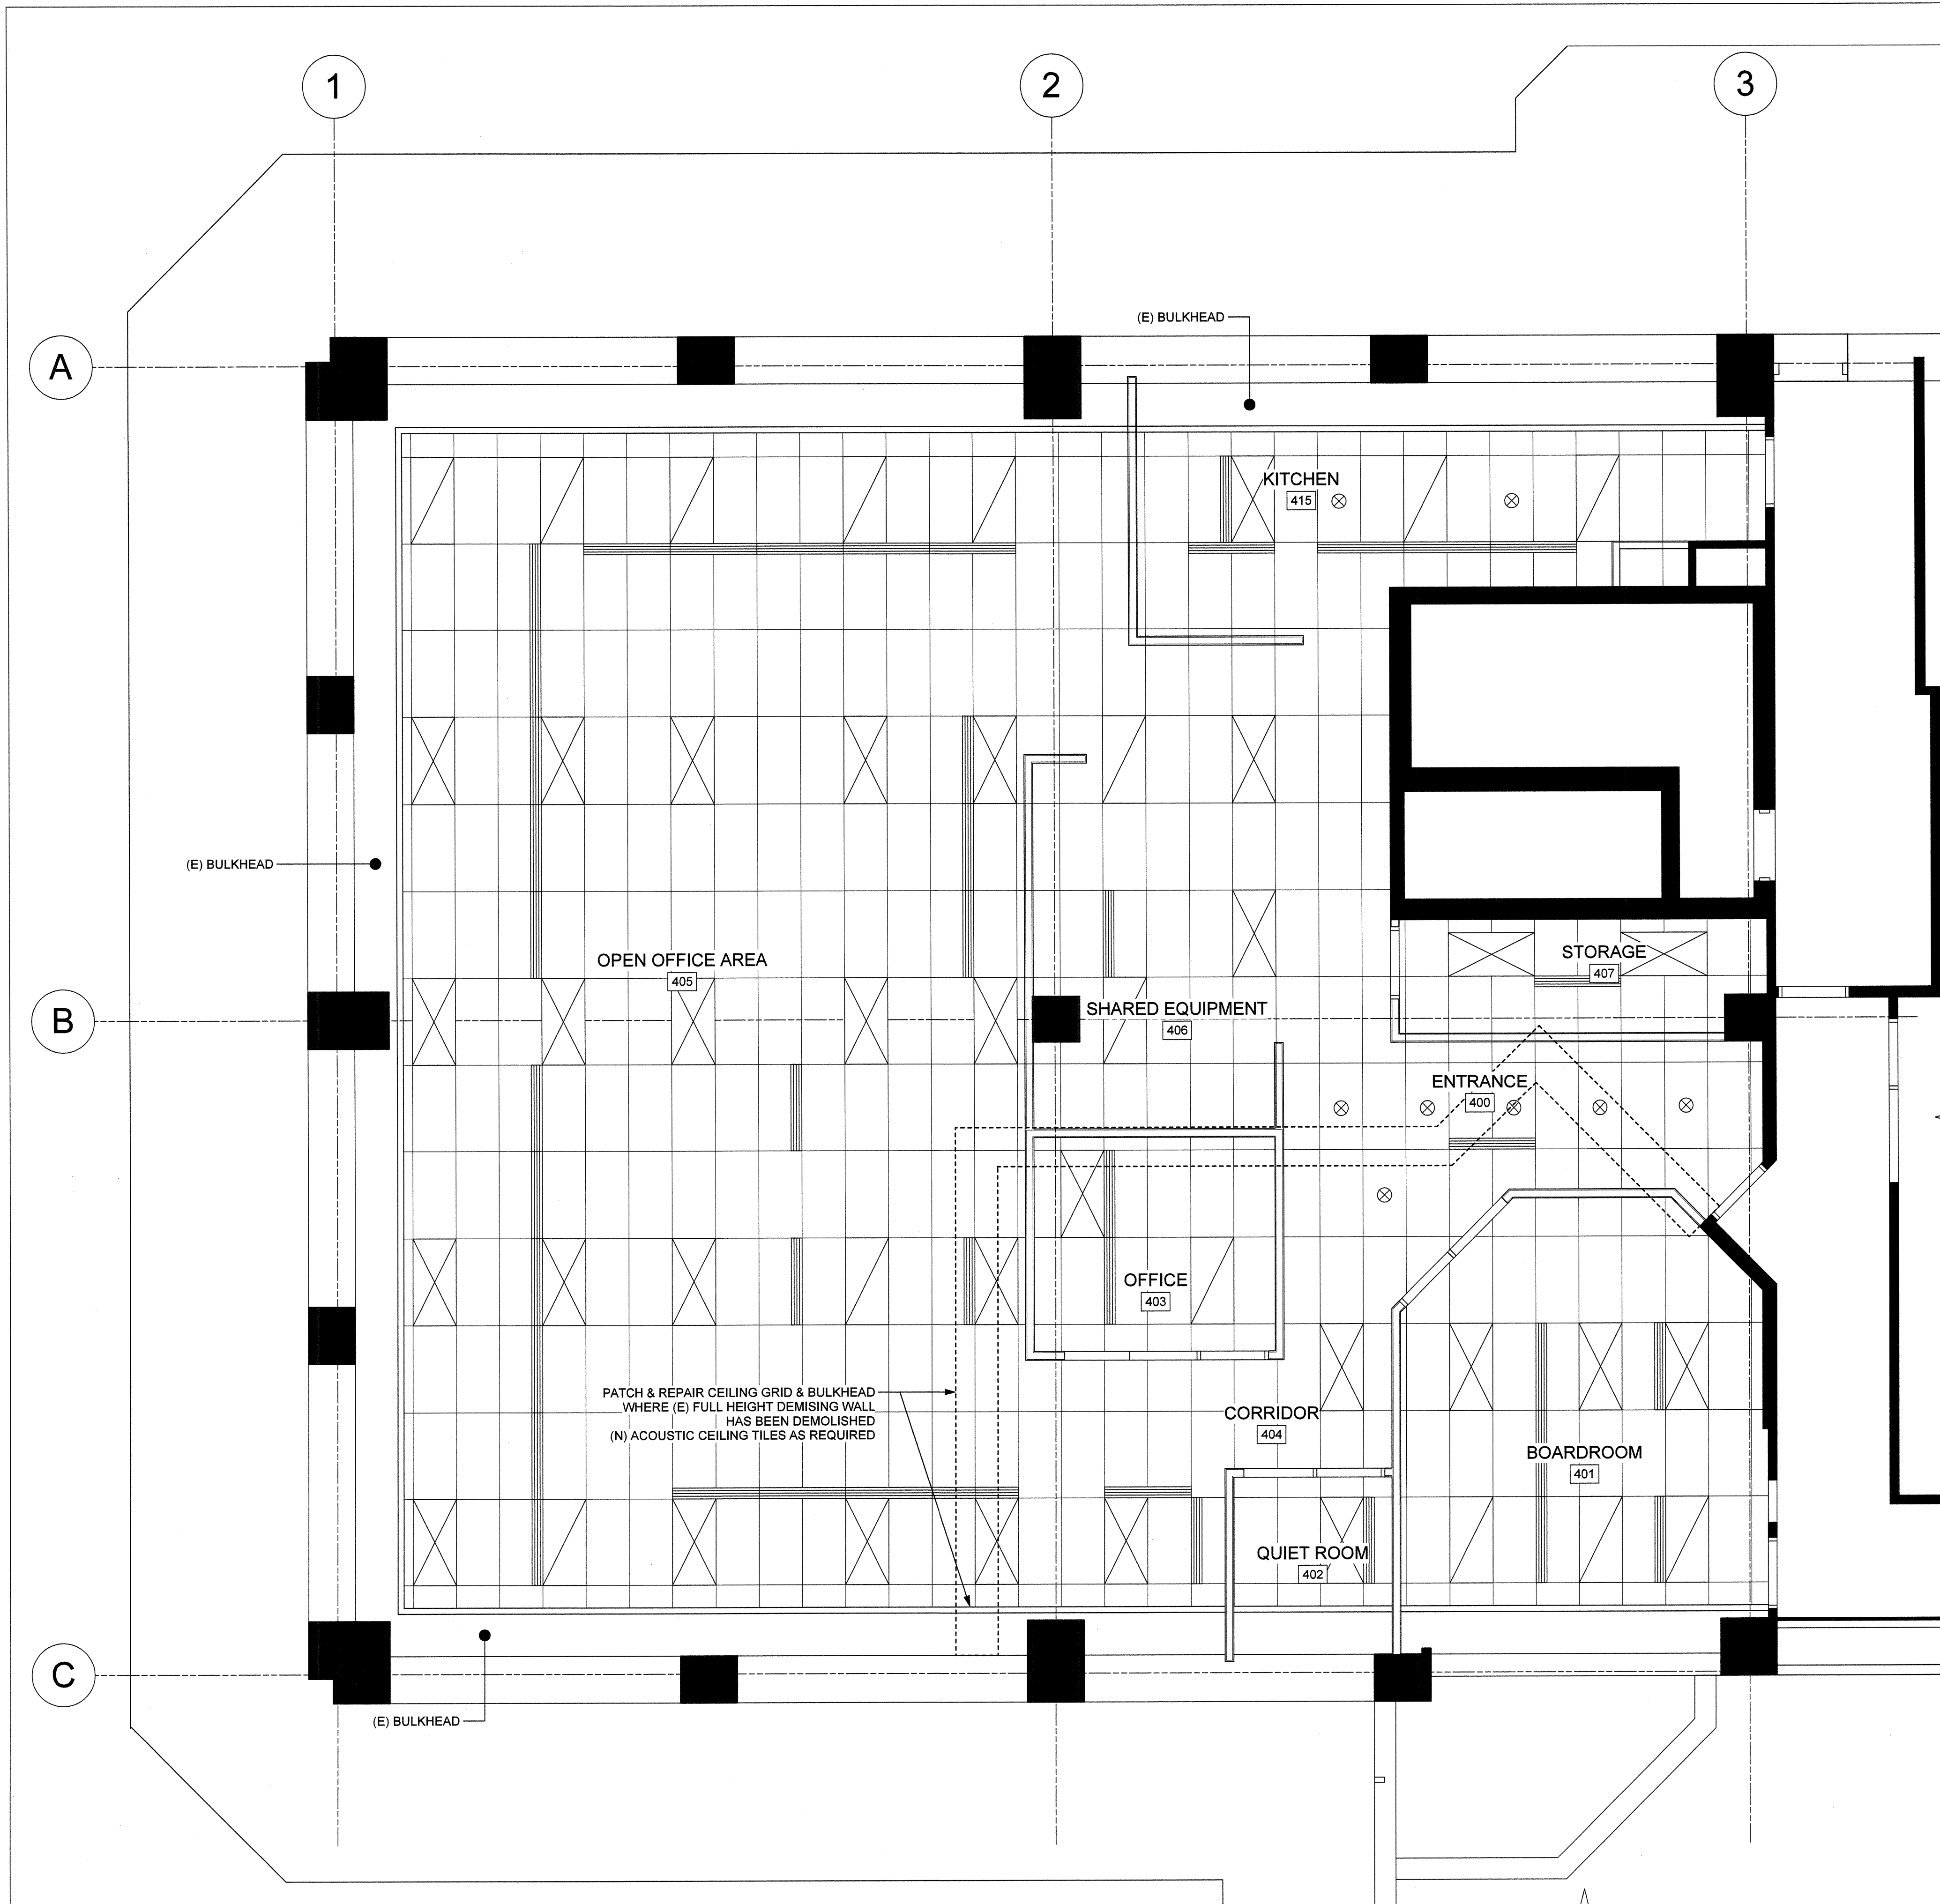 1
2
3
A
(E) BULKHEAD
KITCHEN
415
(E) BULKHEAD
OPEN OFFICE AREA
405
STORAGE
407
B
SHARED EQUIPMENT
406
ENTRANCE
400
OFFICE
403
PATCH & REPAIR CEILING GRID & BULKHEAD
WHERE (E) FULL HEIGHT DEMISING WALL
HAS BEEN DEMOLISHED
(N) ACOUSTIC CEILING TILES AS REQUIRED
CORRIDOR
404
BOARDROOM
401
QUIET ROOM
402
C
(E) BULKHEAD